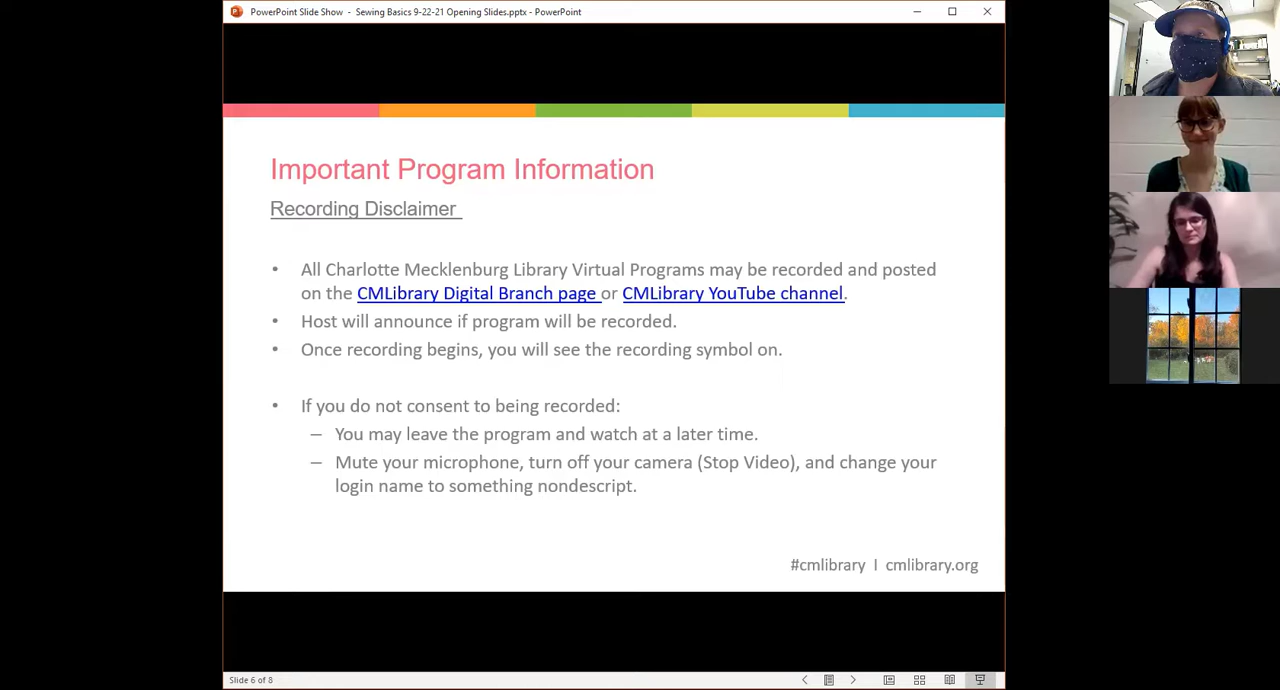 PowerPoint Slide Show - Sewing Basics 9-22-21 Opening Slides.pptx - PowerPoint
Important Program Information
Recording Disclaimer
• All Charlotte Mecklenburg Library Virtual Programs may be recorded and posted
on the CMLibrary Digital Branch page or CMLibrary YouTube channel.
• Host will announce if program will be recorded.
• Once recording begins, you will see the recording symbol on.
• If you do not consent to being recorded:
– You may leave the program and watch at a later time.
– Mute your microphone, turn off your camera (Stop Video), and change your
login name to something nondescript.
#cmlibrary | cmlibrary.org
Slide 6 of 8